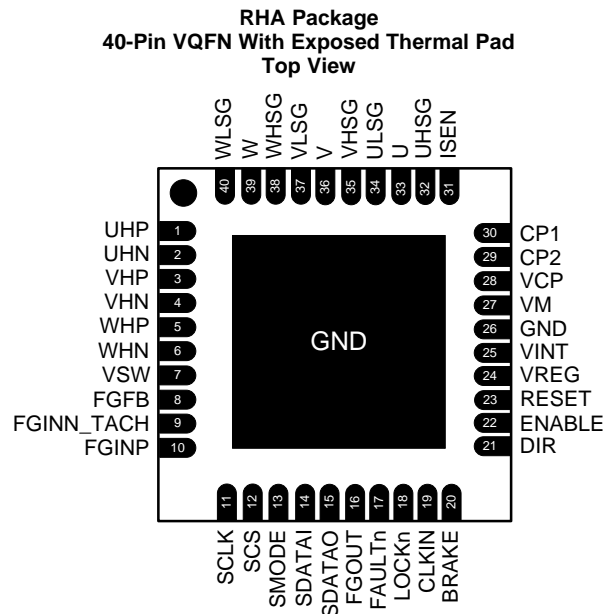 RHA Package
40-Pin VQFN With Exposed Thermal Pad
Top View
WLSG
W
WHSG
VLSG
V
VHSG
ULSG
U
UHSG
ISEN
40
39
38
37
36
35
34
33
32
31
UHP 1
UHN 2
VHP 3
VHN 4
WHP 5
WHN 6
VSW 7
FGFB 8
FGINN_TACH 9
FGINP 10
GND
30 CP1
29 CP2
28 VCP
27 VM
26 GND
25 VINT
24 VREG
23 RESET
22 ENABLE
21 DIR
11
12
13
14
15
16
17
18
19
20
SCLK
SCS
SMODE
SDATAI
SDATAO
FGOUT
FAULTn
LOCKn
CLKIN
BRAKE